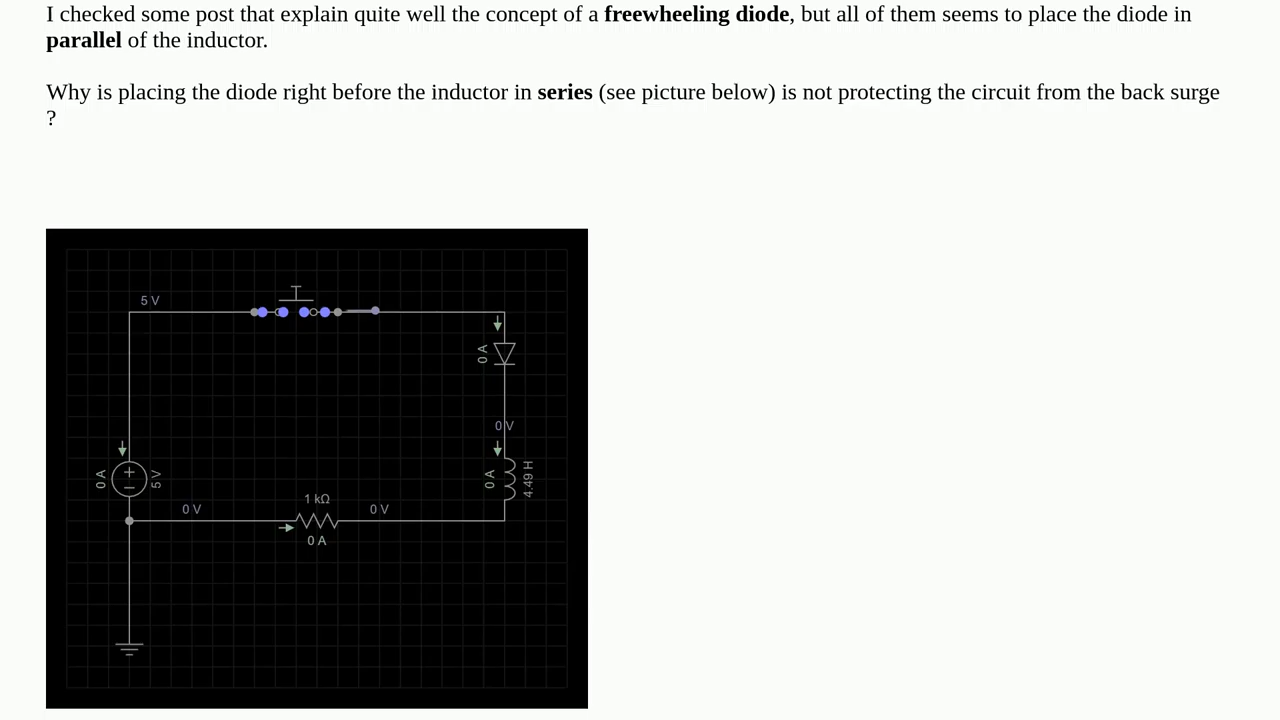 I checked some post that explain quite well the concept of a freewheeling diode, but all of them seems to place the diode in
parallel of the inductor.
Why is placing the diode right before the inductor in series (see picture below) is not protecting the circuit from the back surge
?
5 V
0 A
0 V
0 A
5 V
0 A
4.49 H
1 kΩ
0 V
0 V
0 A